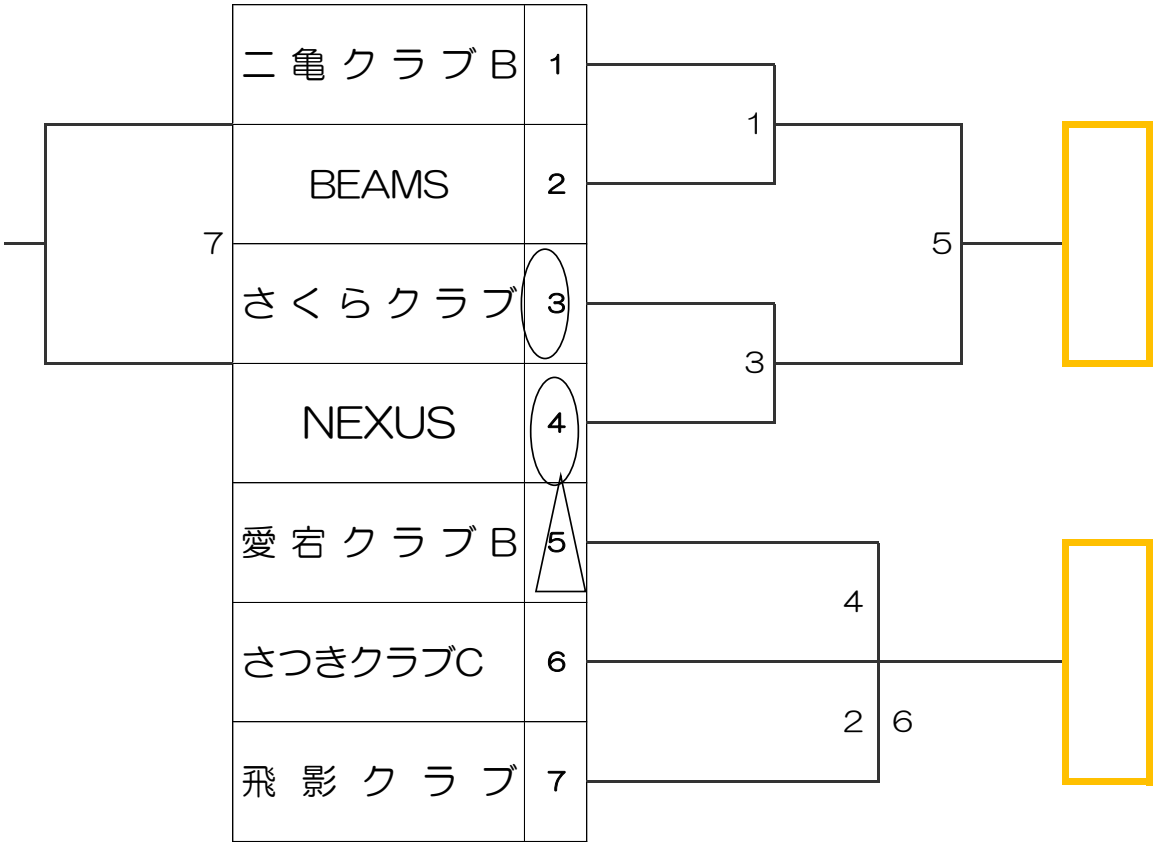 二亀クラブB 1
BEAMS 2
さくらクラブ 3
NEXUS 4
愛宕クラブB 5
さつきクラブC 6
飛影クラブ 7
7
1
5
3
4
2 6